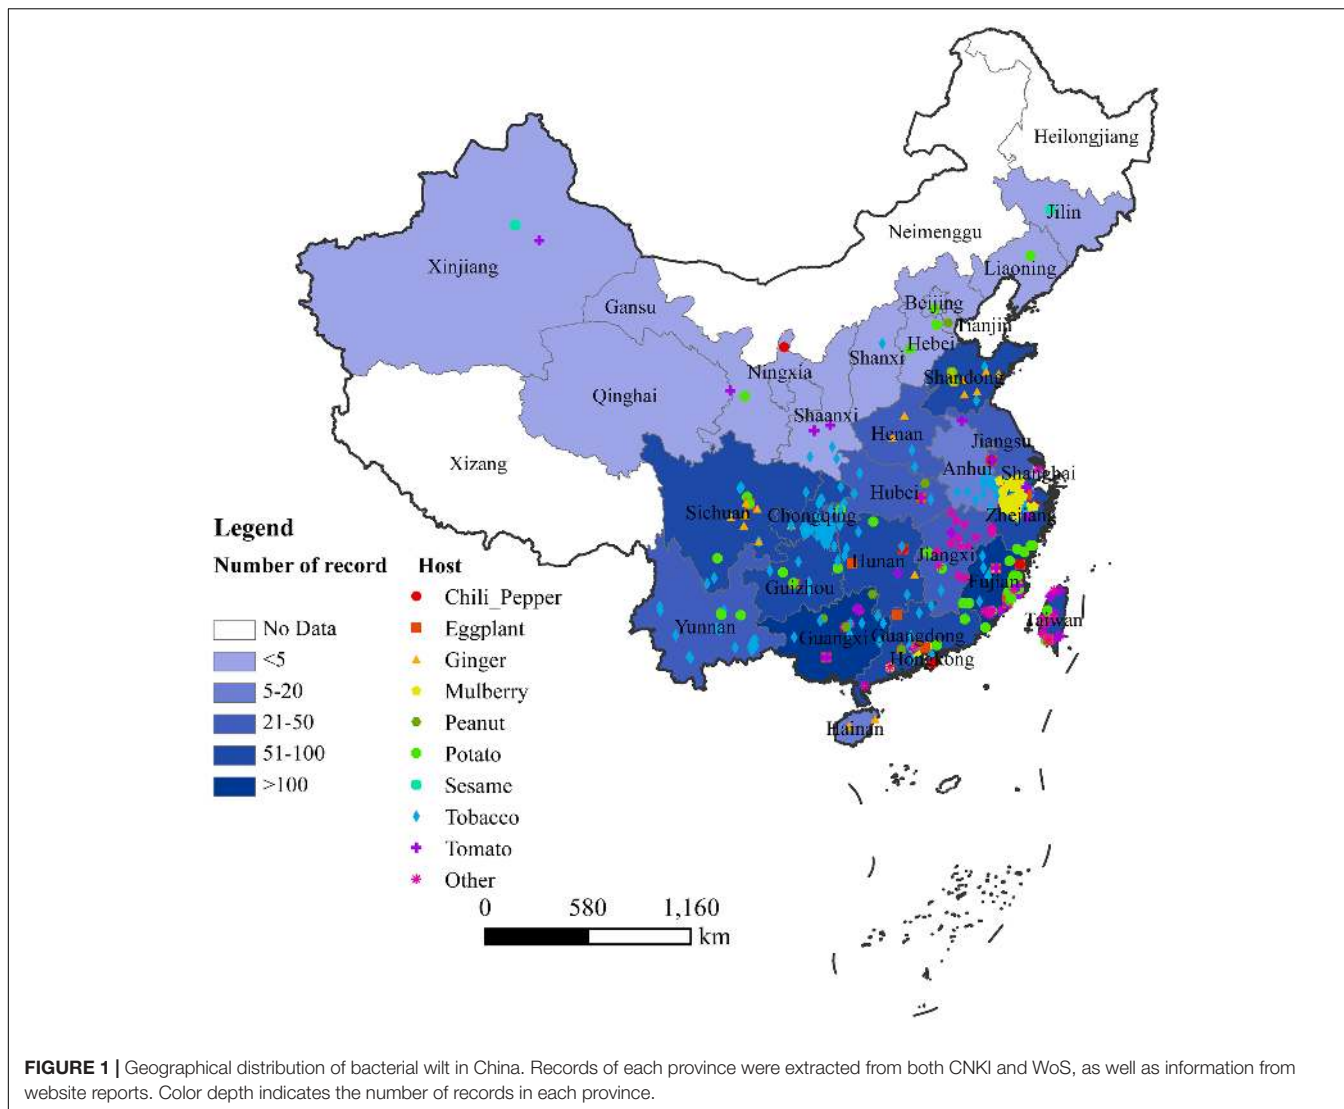 Heilongjiang
Jilin
Neimenggu
Liaoning
Xinjiang
Beijing
Gansu
Tianjin
Hebei
Shanxi
Ningxia
Shandong
Qinghai
Shaanxi
Henan
Jiangsu
Xizang
Anhui
Shanghai
Hubei
Sichuan
Chongqing
Zhejiang
Hunan
Jiangxi
Guizhou
Fujian
Taiwan
Yunnan
Guangxi
Guangdong
Hongkong
Hainan
Legend
Number of record
No Data
<5
5-20
21-50
51-100
>100
Host
Chili_Pepper
Eggplant
Ginger
Mulberry
Peanut
Potato
Sesame
Tobacco
Tomato
Other
0 580 1,160
km
FIGURE 1 | Geographical distribution of bacterial wilt in China. Records of each province were extracted from both CNKI and WoS, as well as information from
website reports. Color depth indicates the number of records in each province.